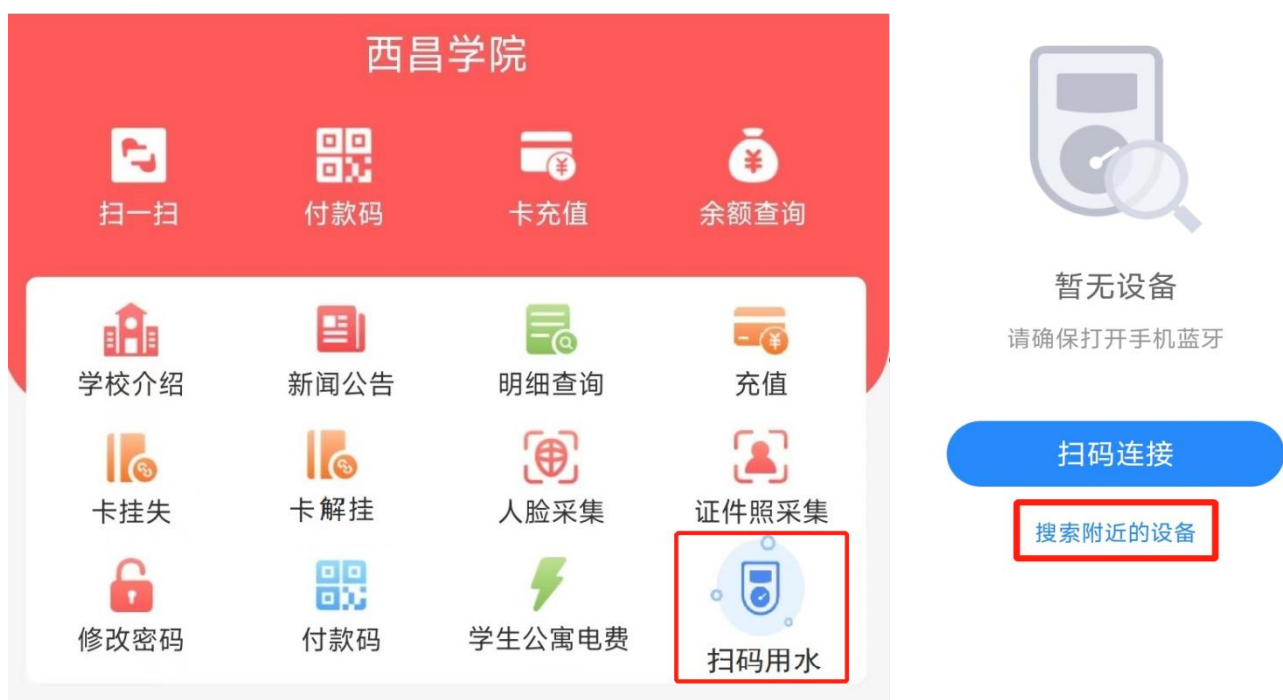 西昌学院
扫一扫 付款码 卡充值 余额查询
学校介绍 新闻公告 明细查询 充值
卡挂失 卡解挂 人脸采集 证件照采集
修改密码 付款码 学生公寓电费 扫码用水
暂无设备
请确保打开手机蓝牙
扫码连接
搜索附近的设备